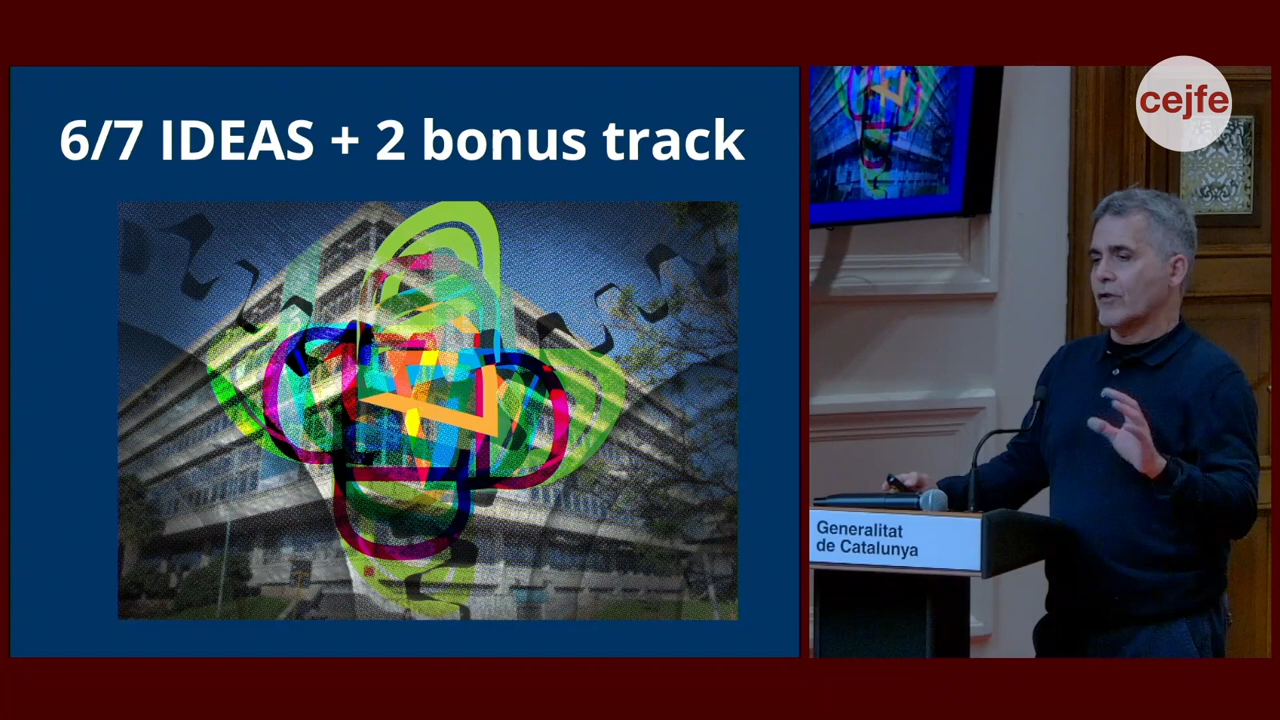 6/7 IDEAS + 2 bonus track
cejfe
Generalitat
de Catalunya